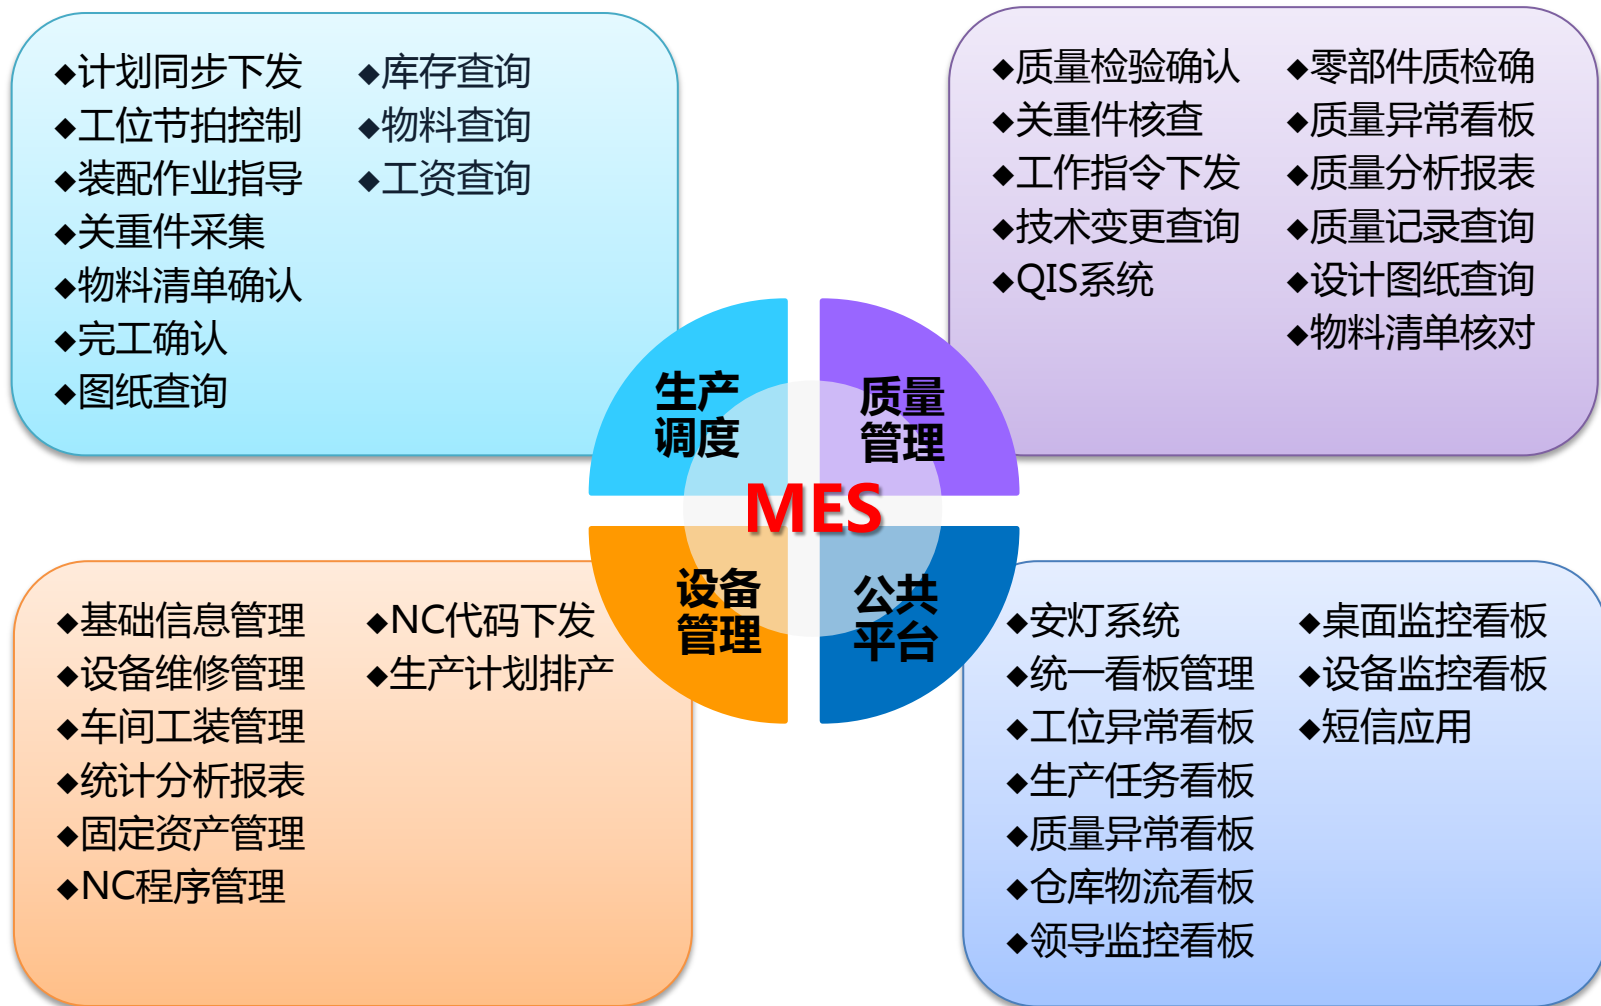 ◆计划同步下发
◆工位节拍控制
◆装配作业指导
◆关重件采集
◆物料清单确认
◆完工确认
◆图纸查询
◆库存查询
◆物料查询
◆工资查询
◆质量检验确认
◆关重件核查
◆工作指令下发
◆技术变更查询
◆QIS系统
◆零部件质检确
◆质量异常看板
◆质量分析报表
◆质量记录查询
◆设计图纸查询
◆物料清单核对
生产
调度
质量
管理
MES
设备
管理
公共
平台
◆基础信息管理
◆设备维修管理
◆车间工装管理
◆统计分析报表
◆固定资产管理
◆NC程序管理
◆NC代码下发
◆生产计划排产
◆安灯系统
◆统一看板管理
◆工位异常看板
◆生产任务看板
◆质量异常看板
◆仓库物流看板
◆领导监控看板
◆桌面监控看板
◆设备监控看板
◆短信应用